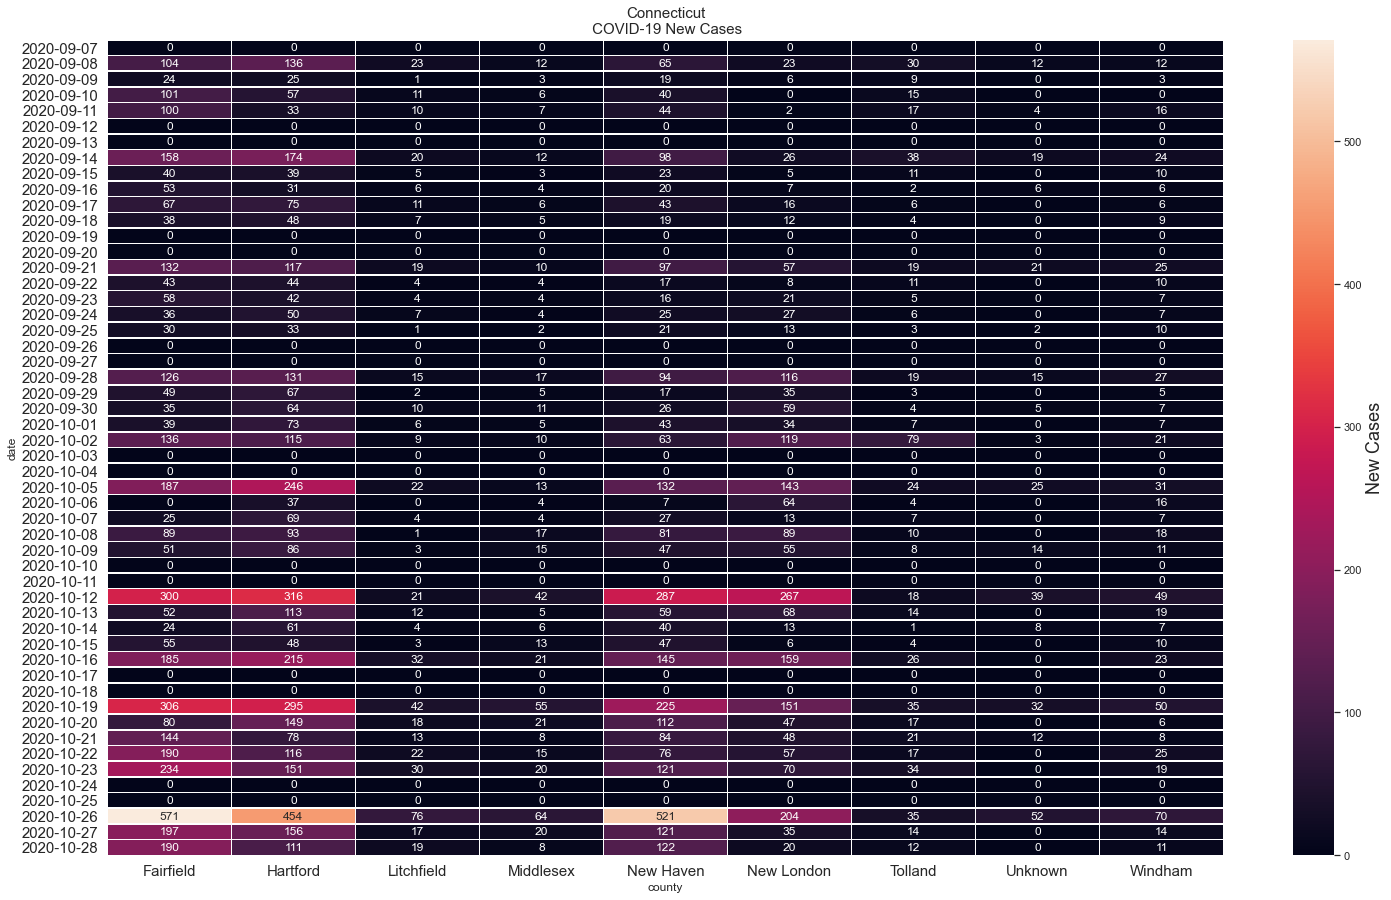 Connecticut
COVID-19 New Cases
2020-09-07 0 0 0 0 0 0 0 0 0
2020-09-08 104 136 23 12 65 23 30 12 12
2020-09-09 24 25 1 3 19 6 9 0 3
2020-09-10 101 57 11 6 40 0 15 0 0
2020-09-11 100 33 10 7 44 2 17 4 16
2020-09-12 0 0 0 0 0 0 0 0 0
2020-09-13 0 0 0 0 0 0 0 0 0
2020-09-14 158 174 20 12 98 26 38 19 24
2020-09-15 40 39 5 3 23 5 11 0 10
2020-09-16 53 31 6 4 20 7 2 6 6
2020-09-17 67 75 11 6 43 16 6 0 6
2020-09-18 38 48 7 5 19 12 4 0 9
2020-09-19 0 0 0 0 0 0 0 0 0
2020-09-20 0 0 0 0 0 0 0 0 0
2020-09-21 132 117 19 10 97 57 19 21 25
2020-09-22 43 44 4 4 17 8 11 0 10
2020-09-23 58 42 4 4 16 21 5 0 7
2020-09-24 36 50 7 4 25 27 6 0 7
2020-09-25 30 33 1 2 21 13 3 2 10
2020-09-26 0 0 0 0 0 0 0 0 0
2020-09-27 0 0 0 0 0 0 0 0 0
2020-09-28 126 131 15 17 94 116 19 15 27
2020-09-29 49 67 2 5 17 35 3 0 5
2020-09-30 35 64 10 11 26 59 4 5 7
2020-10-01 39 73 6 5 43 34 7 0 7
2020-10-02 136 115 9 10 63 119 79 3 21
2020-10-03 0 0 0 0 0 0 0 0 0
2020-10-04 0 0 0 0 0 0 0 0 0
2020-10-05 187 246 22 13 132 143 24 25 31
2020-10-06 0 37 0 4 7 64 4 0 16
2020-10-07 25 69 4 4 27 13 7 0 7
2020-10-08 89 93 1 17 81 89 10 0 18
2020-10-09 51 86 3 15 47 55 8 14 11
2020-10-10 0 0 0 0 0 0 0 0 0
2020-10-11 0 0 0 0 0 0 0 0 0
2020-10-12 300 316 21 42 287 267 18 39 49
2020-10-13 52 113 12 5 59 68 14 0 19
2020-10-14 24 61 4 6 40 13 1 8 7
2020-10-15 55 48 3 13 47 6 4 0 10
2020-10-16 185 215 32 21 145 159 26 0 23
2020-10-17 0 0 0 0 0 0 0 0 0
2020-10-18 0 0 0 0 0 0 0 0 0
2020-10-19 306 295 42 55 225 151 35 32 50
2020-10-20 80 149 18 21 112 47 17 0 6
2020-10-21 144 78 13 8 84 48 21 12 8
2020-10-22 190 116 22 15 76 57 17 0 25
2020-10-23 234 151 30 20 121 70 34 0 19
2020-10-24 0 0 0 0 0 0 0 0 0
2020-10-25 0 0 0 0 0 0 0 0 0
2020-10-26 571 454 76 64 521 204 35 52 70
2020-10-27 197 156 17 20 121 35 14 0 14
2020-10-28 190 111 19 8 122 20 12 0 11
Fairfield Hartford Litchfield Middlesex New Haven New London Tolland Unknown Windham
county
date
500
400
300
200
100
0
New Cases